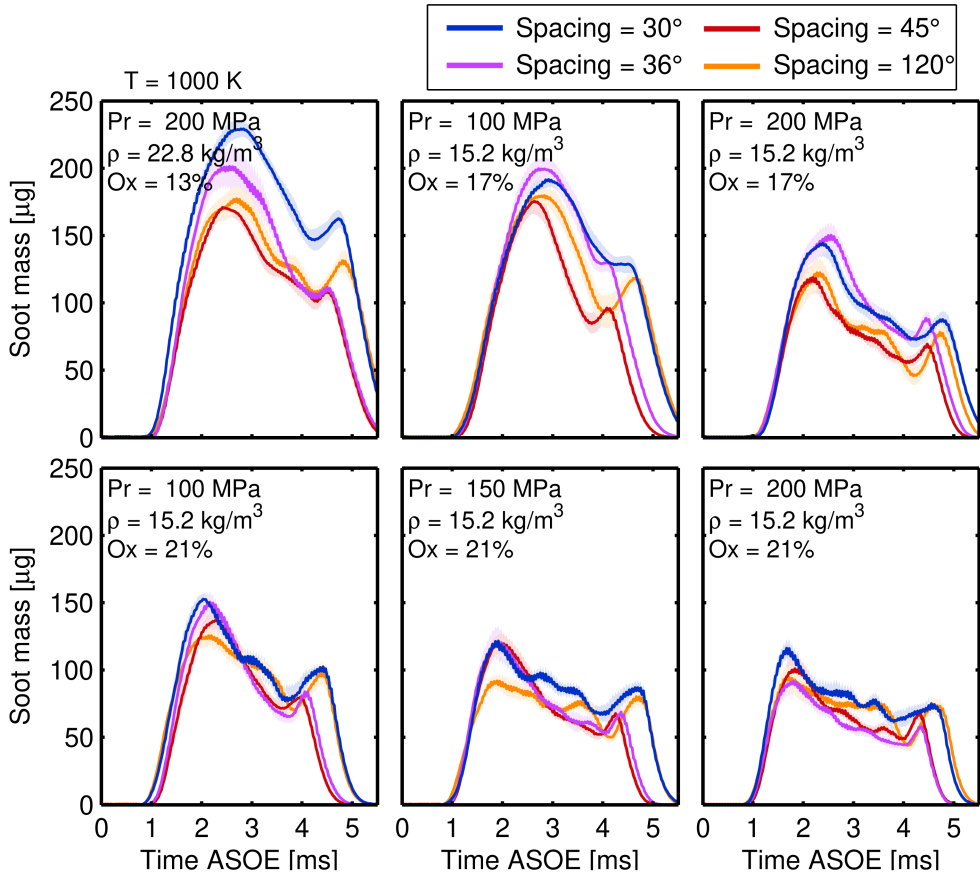 Spacing = 30° Spacing = 45°
Spacing = 36° Spacing = 120°
T = 1000 K
250
200
150
100
50
0
Soot mass [µg]
Pr = 200 MPa
ρ = 22.8 kg/m³
Ox = 13%
Pr = 100 MPa
ρ = 15.2 kg/m³
Ox = 17%
Pr = 200 MPa
ρ = 15.2 kg/m³
Ox = 17%
250
200
150
100
50
0
Soot mass [µg]
Pr = 100 MPa
ρ = 15.2 kg/m³
Ox = 21%
Pr = 150 MPa
ρ = 15.2 kg/m³
Ox = 21%
Pr = 200 MPa
ρ = 15.2 kg/m³
Ox = 21%
0 1 2 3 4 5 0 1 2 3 4 5 0 1 2 3 4 5
Time ASOE [ms] Time ASOE [ms] Time ASOE [ms]